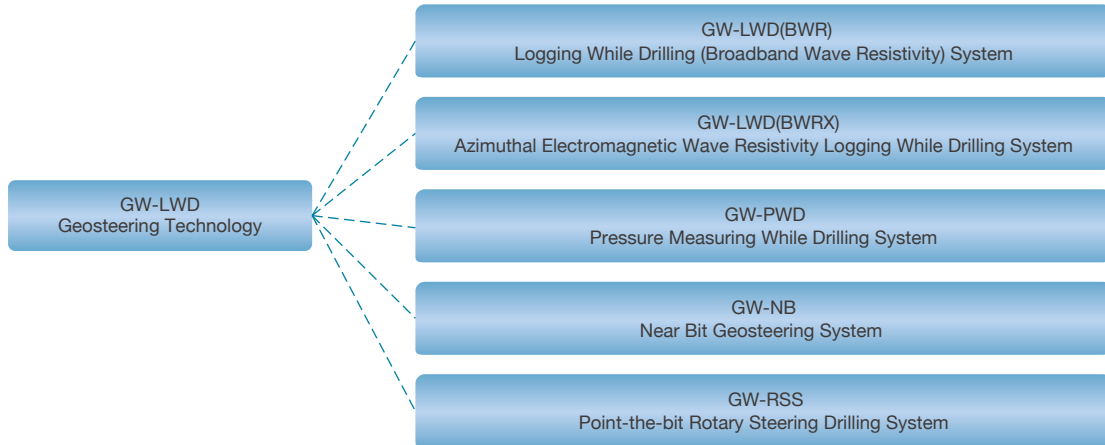 GW-LWD(BWR)
Logging While Drilling (Broadband Wave Resistivity) System
GW-LWD(BWRX)
Azimuthal Electromagnetic Wave Resistivity Logging While Drilling System
GW-LWD
Geosteering Technology
GW-PWD
Pressure Measuring While Drilling System
GW-NB
Near Bit Geosteering System
GW-RSS
Point-the-bit Rotary Steering Drilling System